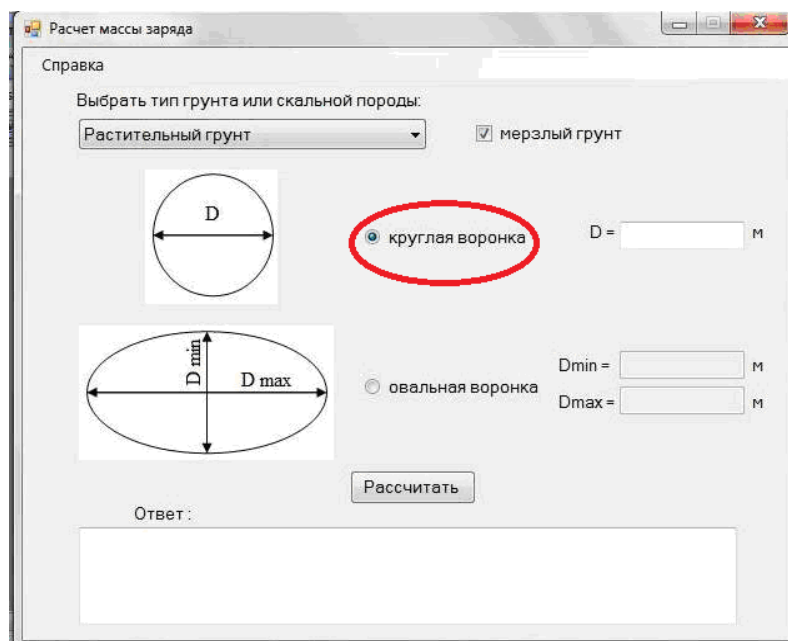 Расчет массы заряда
Справка
Выбрать тип грунта или скальной породы:
Растительный грунт
мерзлый грунт
D
круглая воронка
D =
м
D min
D max
овальная воронка
Dmin =
м
Dmax =
м
Рассчитать
Ответ :